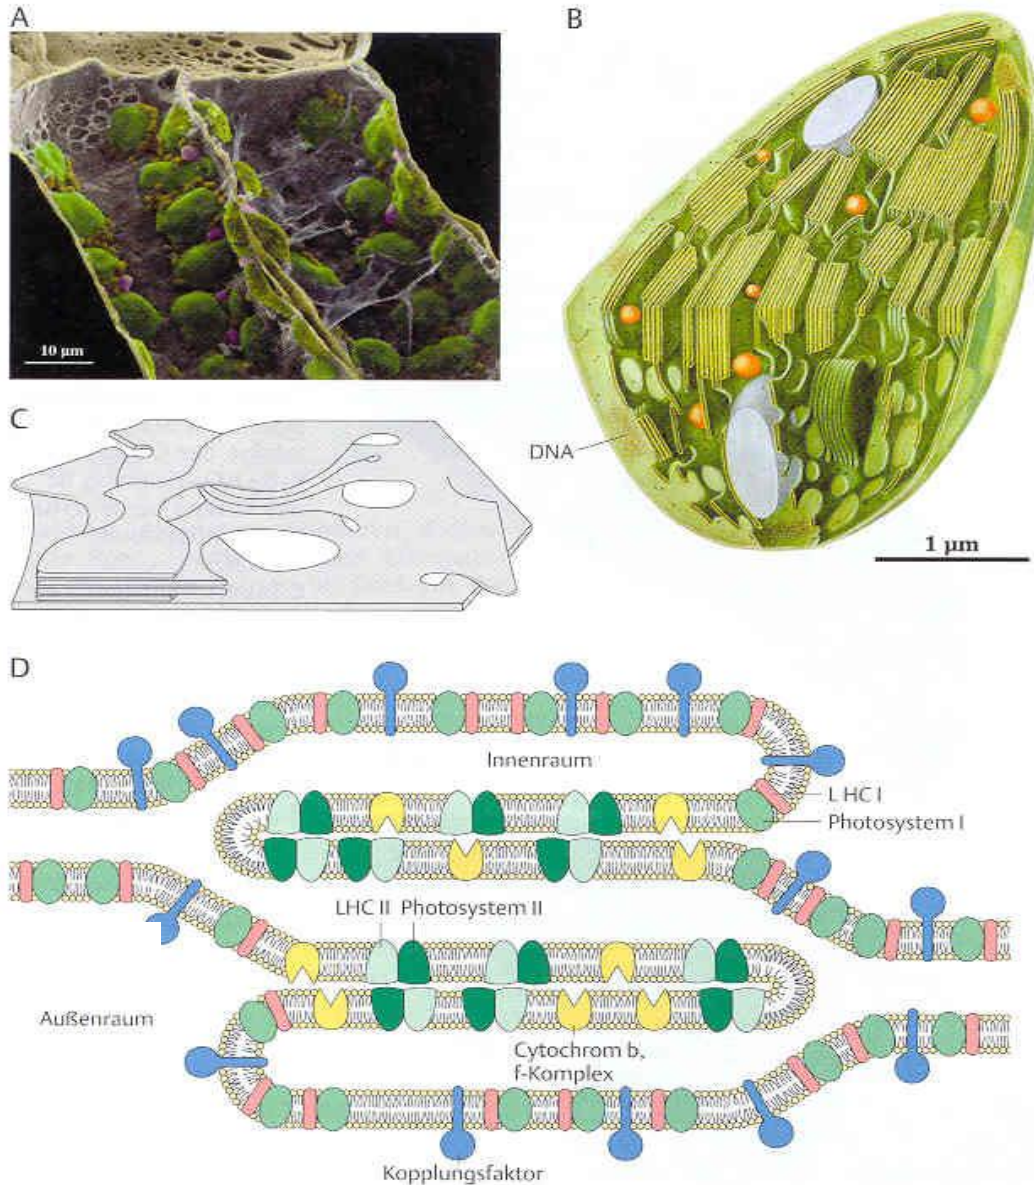 A
B
10 µm
C
DNA
1 µm
D
Innenraum
L HC I
Photosystem I
LHC II Photosystem II
Außenraum
Cytochrom b,
f-Komplex
Kopplungsfaktor